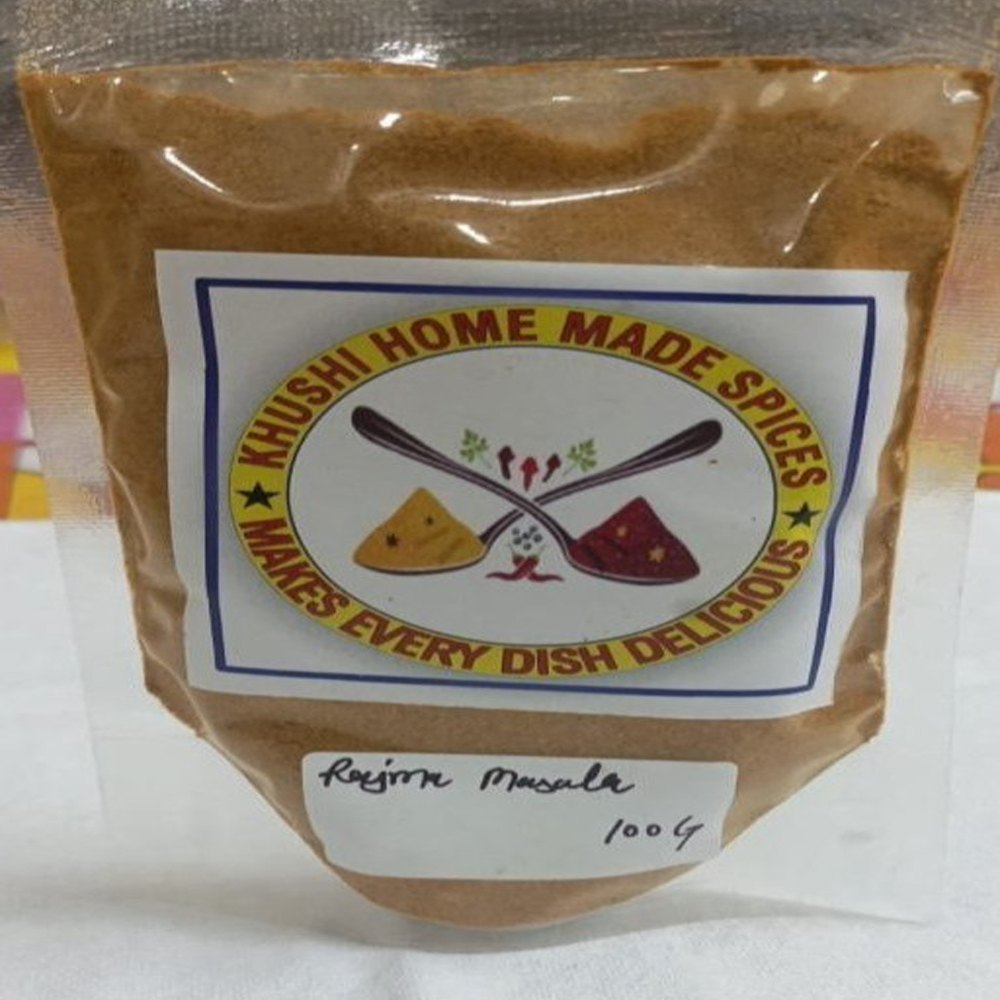 KHUSHI HOME MADE SPICES
MAKES EVERY DISH DELICIOUS
Rajma Masala
100G